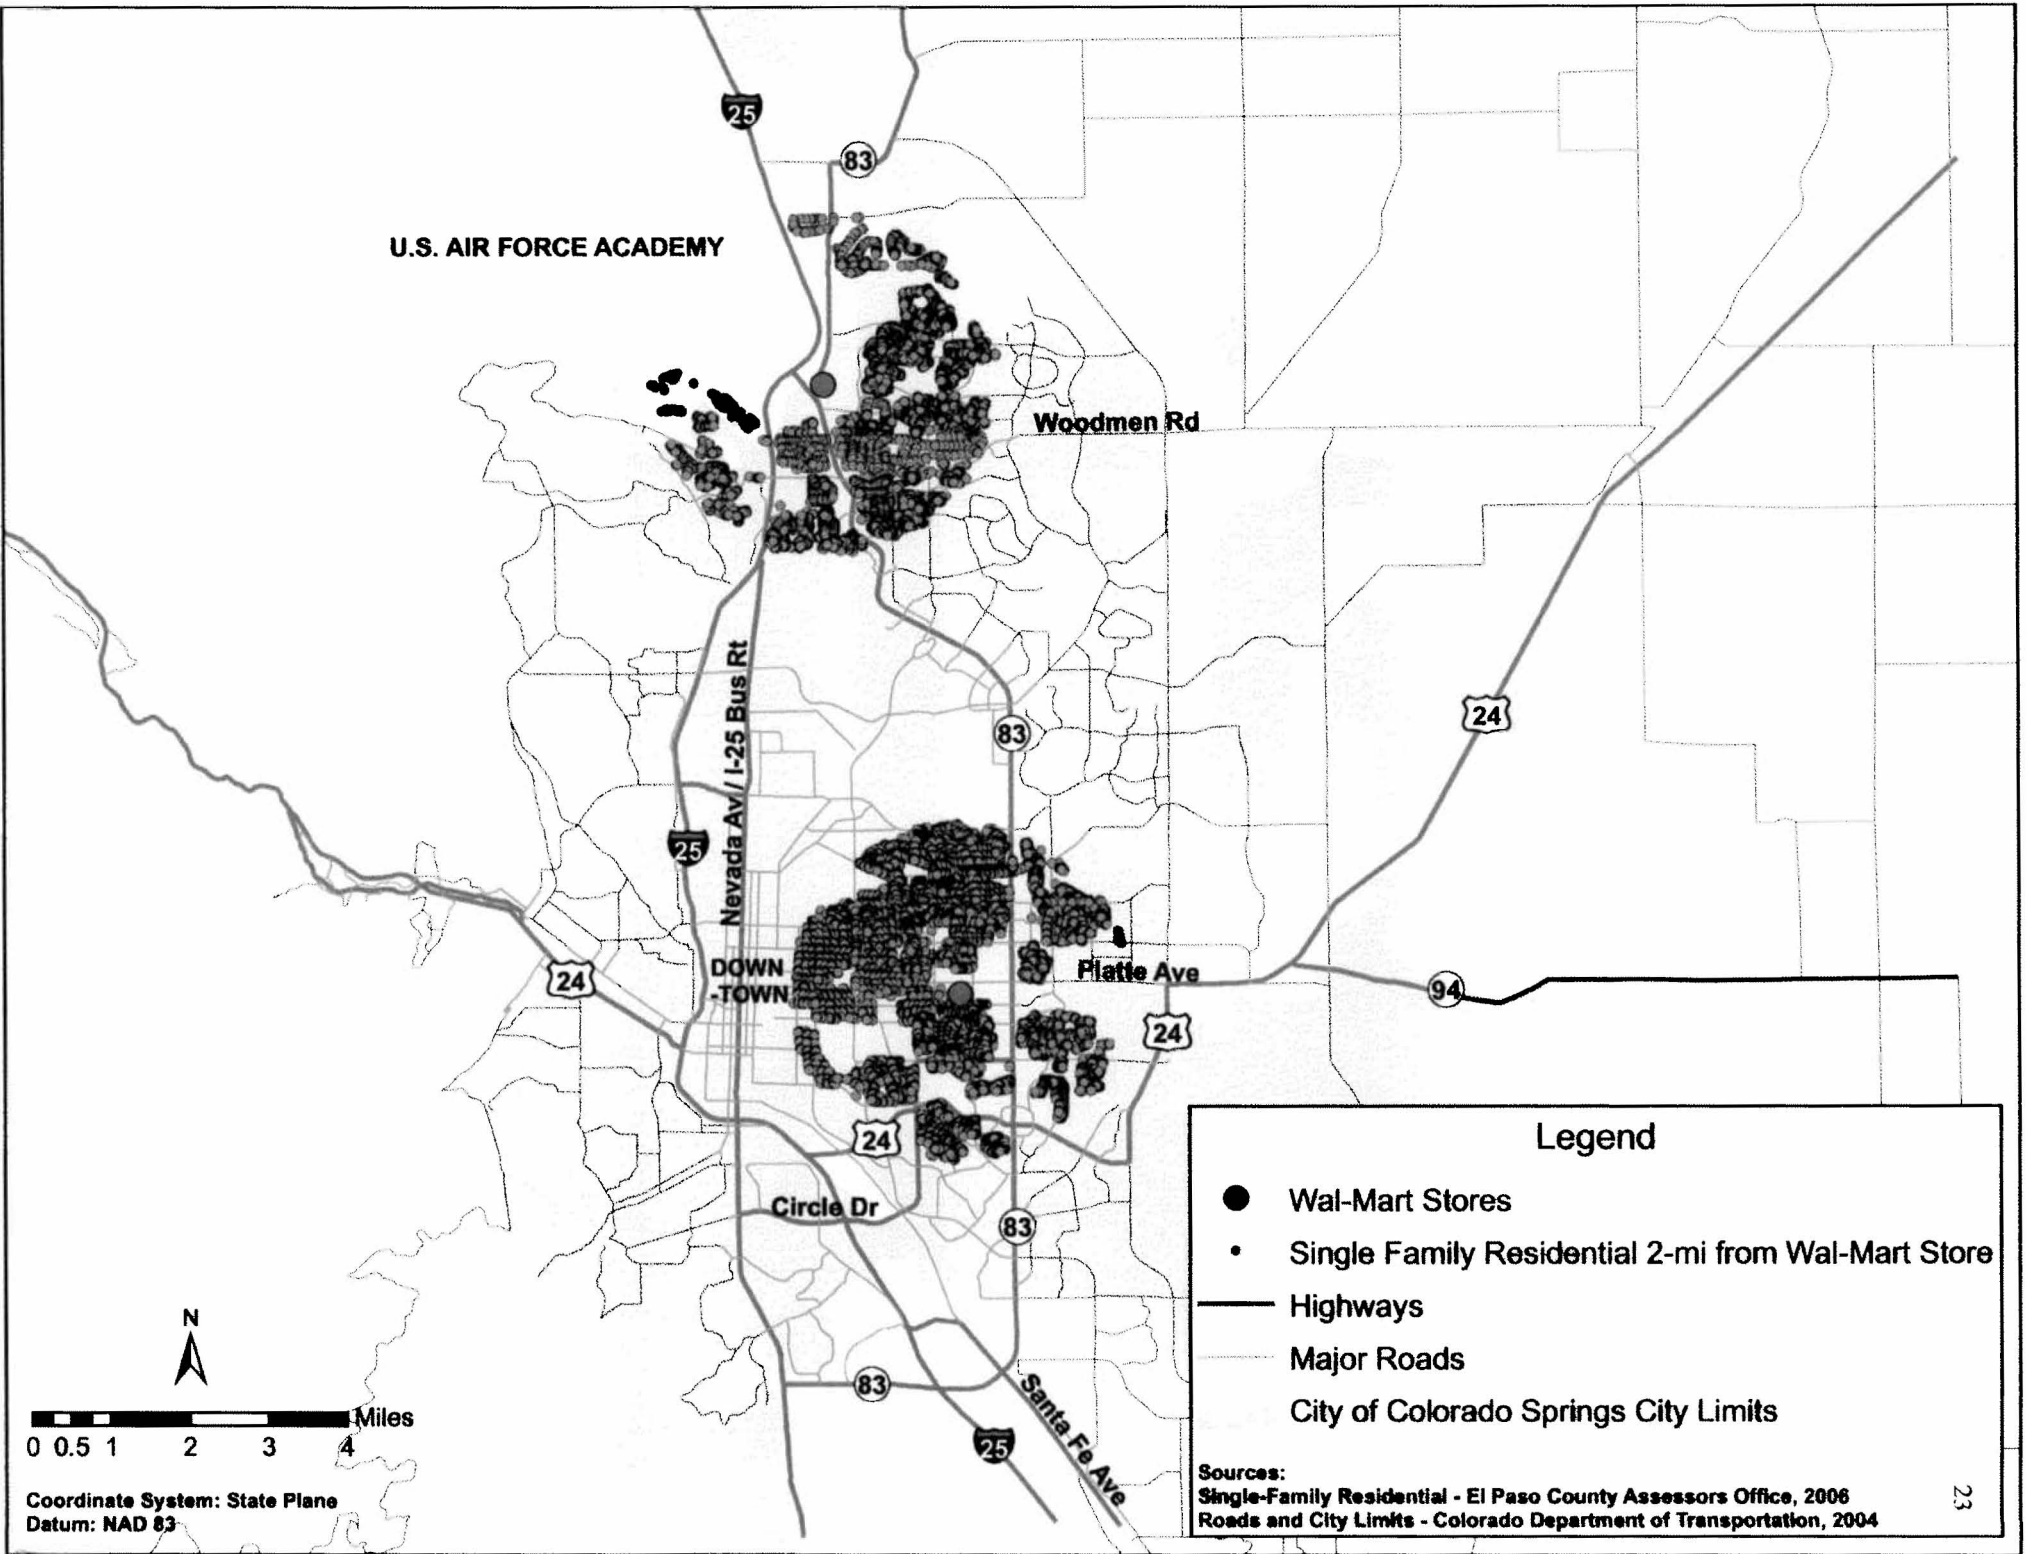 25
83
U.S. AIR FORCE ACADEMY
Woodmen Rd
Nevada Av / I-25 Bus Rt
83
24
25
DOWN
-TOWN
Platte Ave
24
94
24
24
Circle Dr
83
83
Santa Fe Ave
25
N
Miles
0 0.5 1 2 3 4
Coordinate System: State Plane
Datum: NAD 83
Legend
Wal-Mart Stores
Single Family Residential 2-mi from Wal-Mart Store
Highways
Major Roads
City of Colorado Springs City Limits
Sources:
Single-Family Residential - El Paso County Assessors Office, 2006
Roads and City Limits - Colorado Department of Transportation, 2004
23